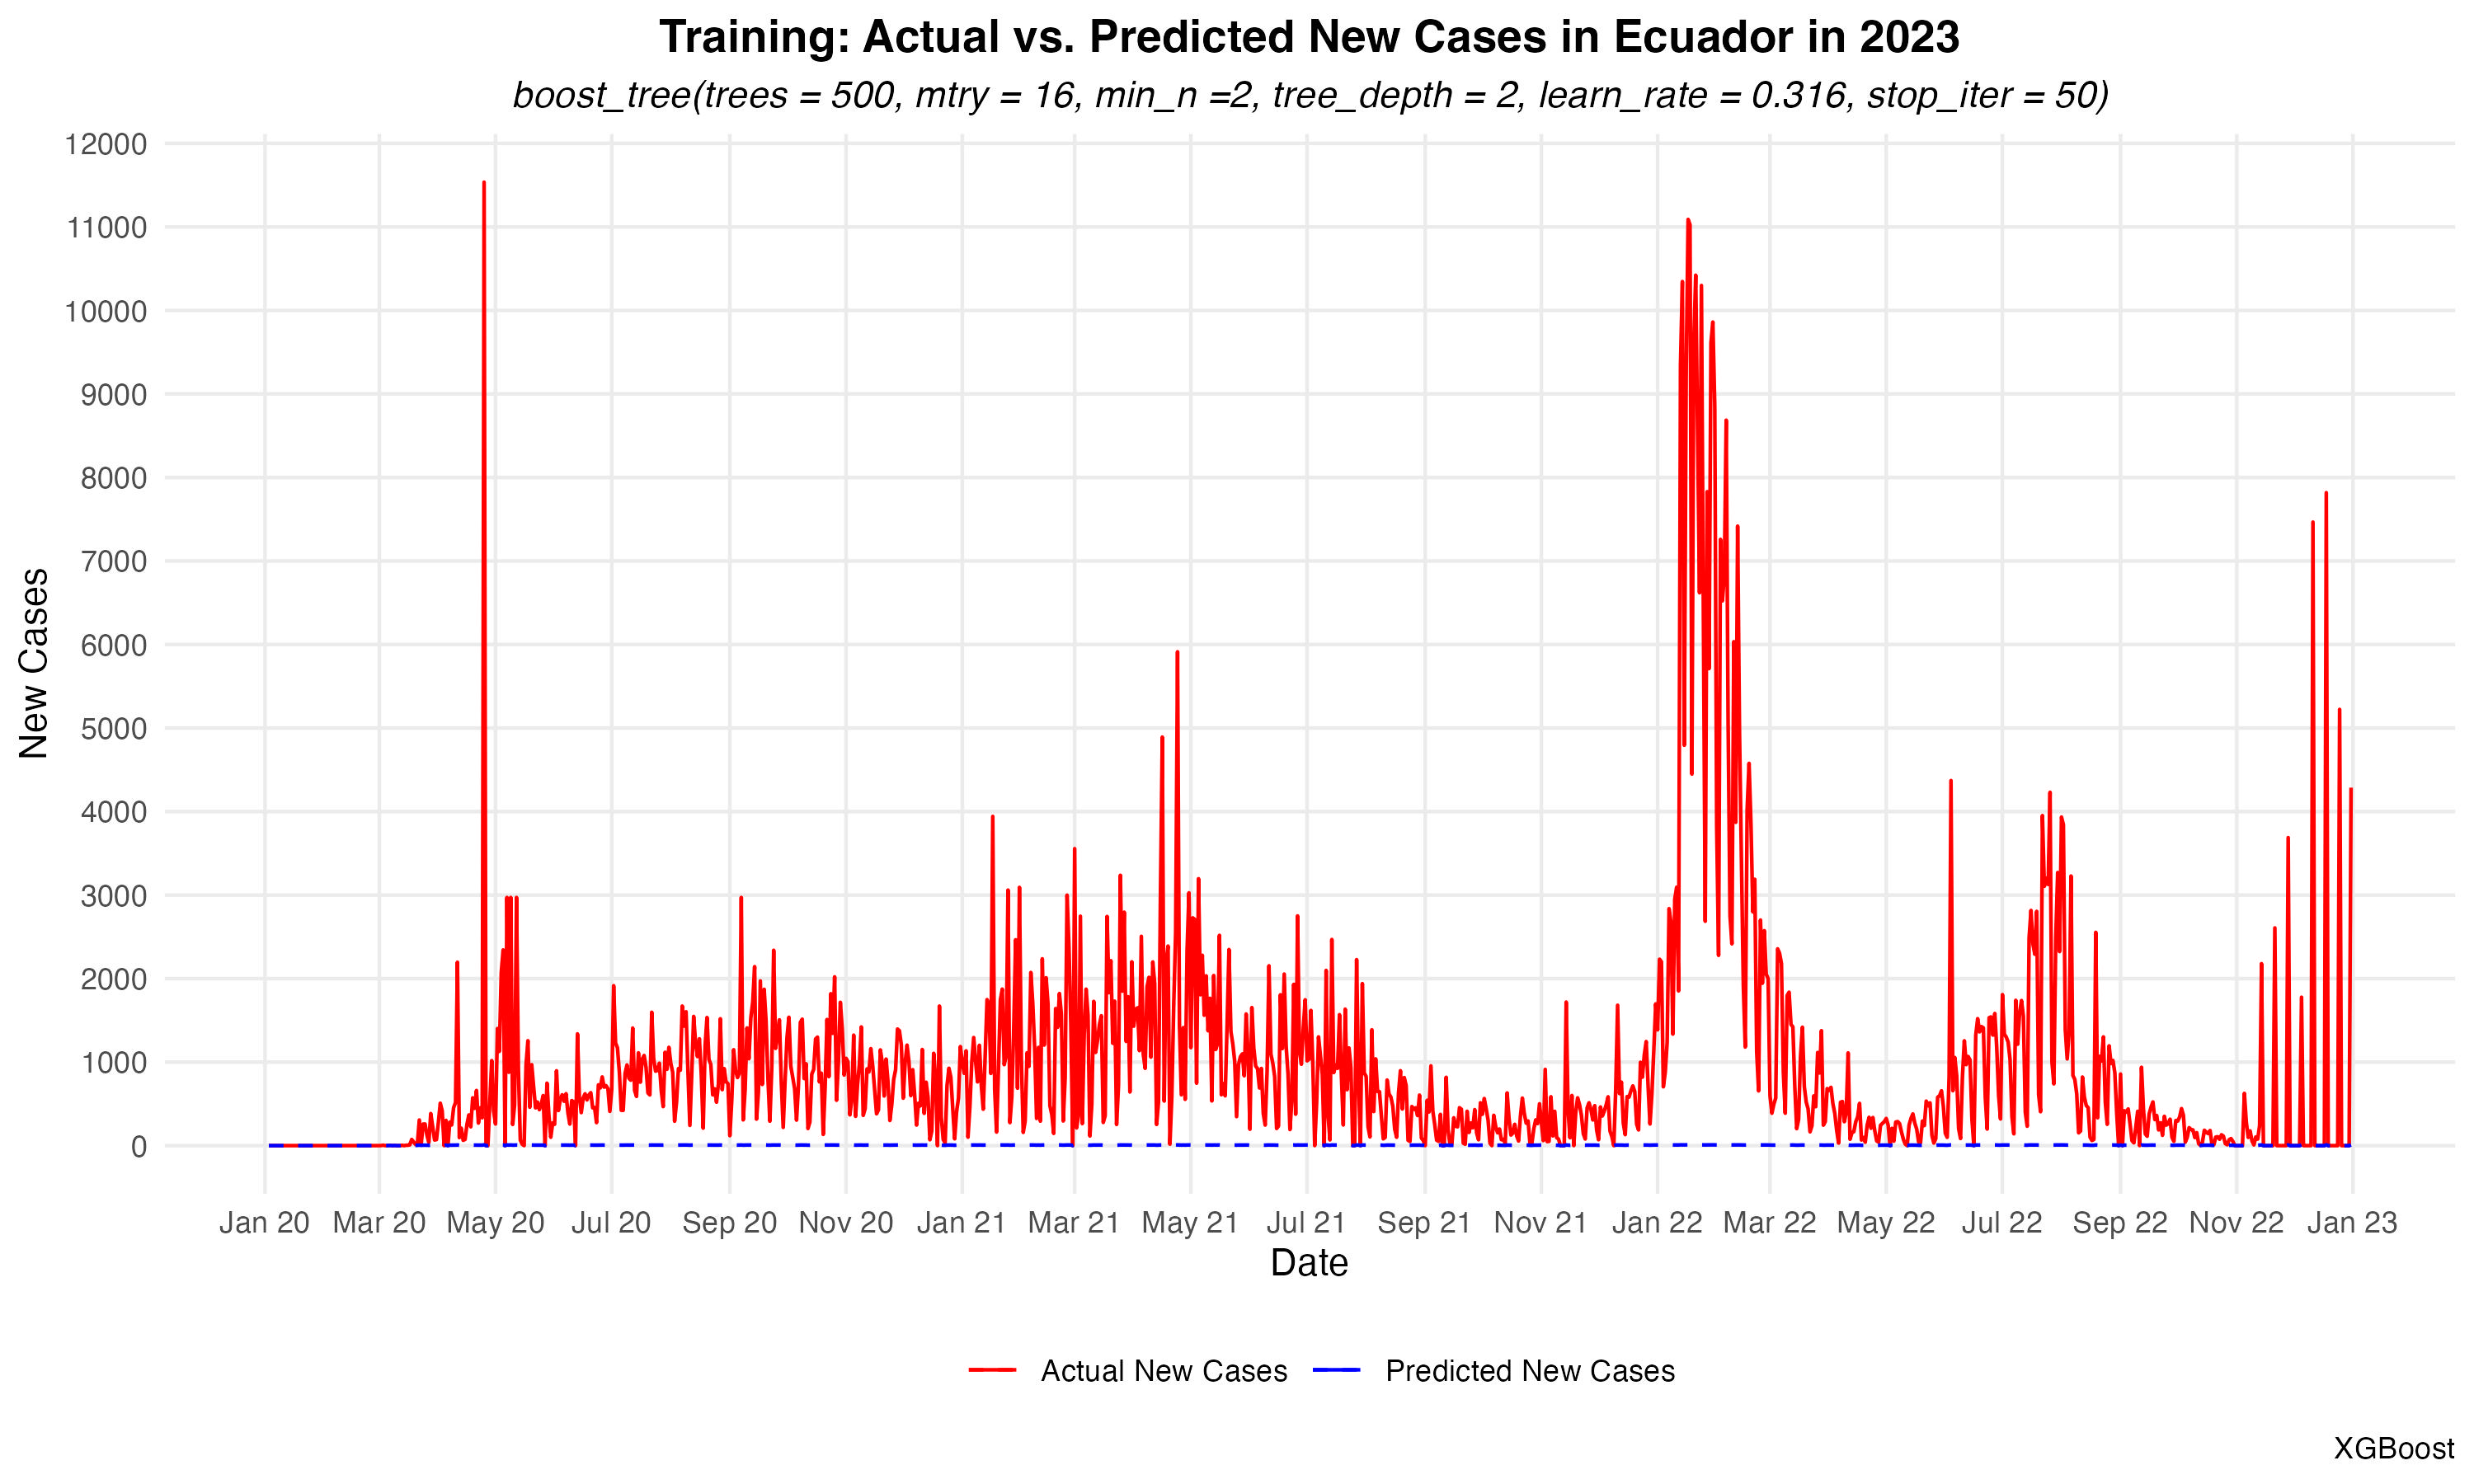 Training: Actual vs. Predicted New Cases in Ecuador in 2023
boost_tree(trees = 500, mtry = 16, min_n =2, tree_depth = 2, learn_rate = 0.316, stop_iter = 50)
12000
11000
10000
9000
8000
7000
6000
5000
4000
3000
2000
1000
0
New Cases
Jan 20 Mar 20 May 20 Jul 20 Sep 20 Nov 20 Jan 21 Mar 21 May 21 Jul 21 Sep 21 Nov 21 Jan 22 Mar 22 May 22 Jul 22 Sep 22 Nov 22 Jan 23
Date
Actual New Cases Predicted New Cases
XGBoost